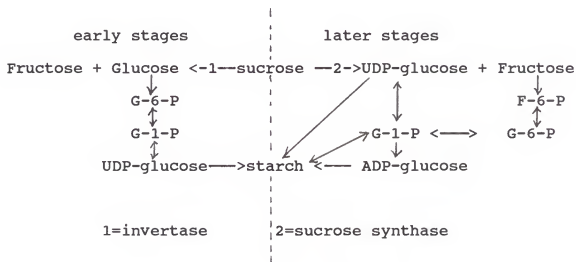 early stages later stages
Fructose + Glucose <-1--sucrose --2->UDP-glucose + Fructose
G-6-P F-6-P
G-1-P G-1-P <---> G-6-P
UDP-glucose-->starch <-- ADP-glucose
1=invertase 2=sucrose synthase